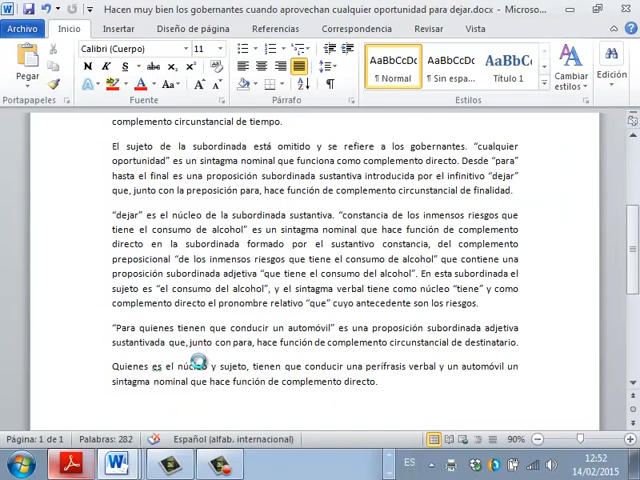 Hacen muy bien los gobernantes cuando aprovechan cualquier oportunidad para dejar.docx - Microso...
Archivo Inicio Insertar Diseño de página Referencias Correspondencia Revisar Vista
Calibri (Cuerpo) 11
Pegar
N K S abc x₂ x² 
AaBbCcDc AaBbCcDc AaBbCc
¶ Normal ¶ Sin espa... Título 1
Cambiar estilos
Edición
Portapapeles Fuente Párrafo Estilos
complemento circunstancial de tiempo.
El sujeto de la subordinada está omitido y se refiere a los gobernantes. “cualquier
oportunidad” es un sintagma nominal que funciona como complemento directo. Desde “para”
hasta el final es una proposición subordinada sustantiva introducida por el infinitivo “dejar”
que, junto con la preposición para, hace función de complemento circunstancial de finalidad.
“dejar” es el núcleo de la subordinada sustantiva. “constancia de los inmensos riesgos que
tiene el consumo de alcohol” es un sintagma nominal que hace función de complemento
directo en la subordinada formado por el sustantivo constancia, del complemento
preposicional “de los inmensos riesgos que tiene el consumo de alcohol” que contiene una
proposición subordinada adjetiva “que tiene el consumo del alcohol”. En esta subordinada el
sujeto es “el consumo del alcohol”, y el sintagma verbal tiene como núcleo “tiene” y como
complemento directo el pronombre relativo “que” cuyo antecedente son los riesgos.
“Para quienes tienen que conducir un automóvil” es una proposición subordinada adjetiva
sustantivada que, junto con para, hace función de complemento circunstancial de destinatario.
Quienes es el núcleo y sujeto, tienen que conducir una perífrasis verbal y un automóvil un
sintagma nominal que hace función de complemento directo.
Página: 1 de 1 Palabras: 282 Español (alfab. internacional) 90%
ES 12:52
14/02/2015